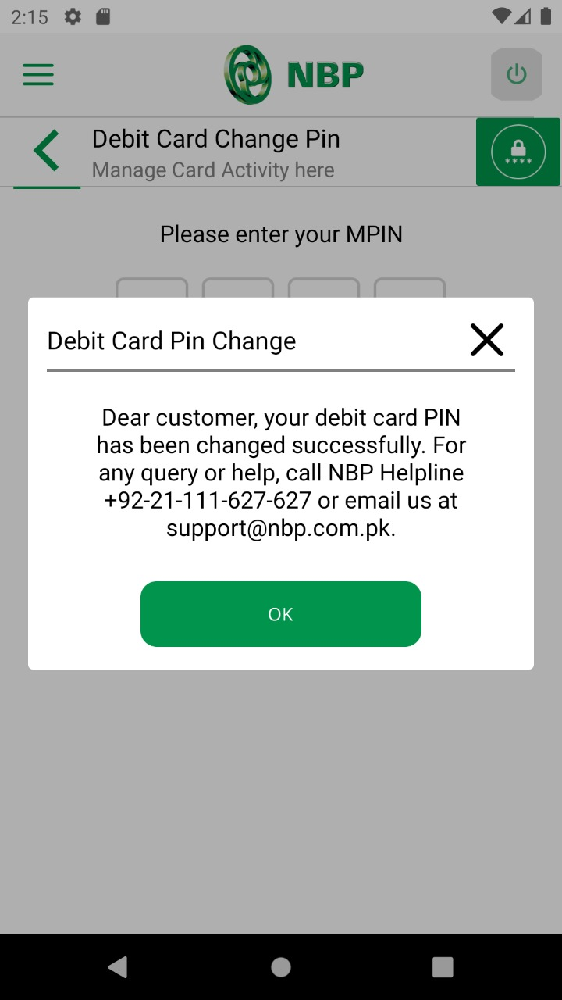 2:15
NBP
Debit Card Change Pin
Manage Card Activity here
****
Please enter your MPIN
Debit Card Pin Change
Dear customer, your debit card PIN
has been changed successfully. For
any query or help, call NBP Helpline
+92-21-111-627-627 or email us at
support@nbp.com.pk.
OK